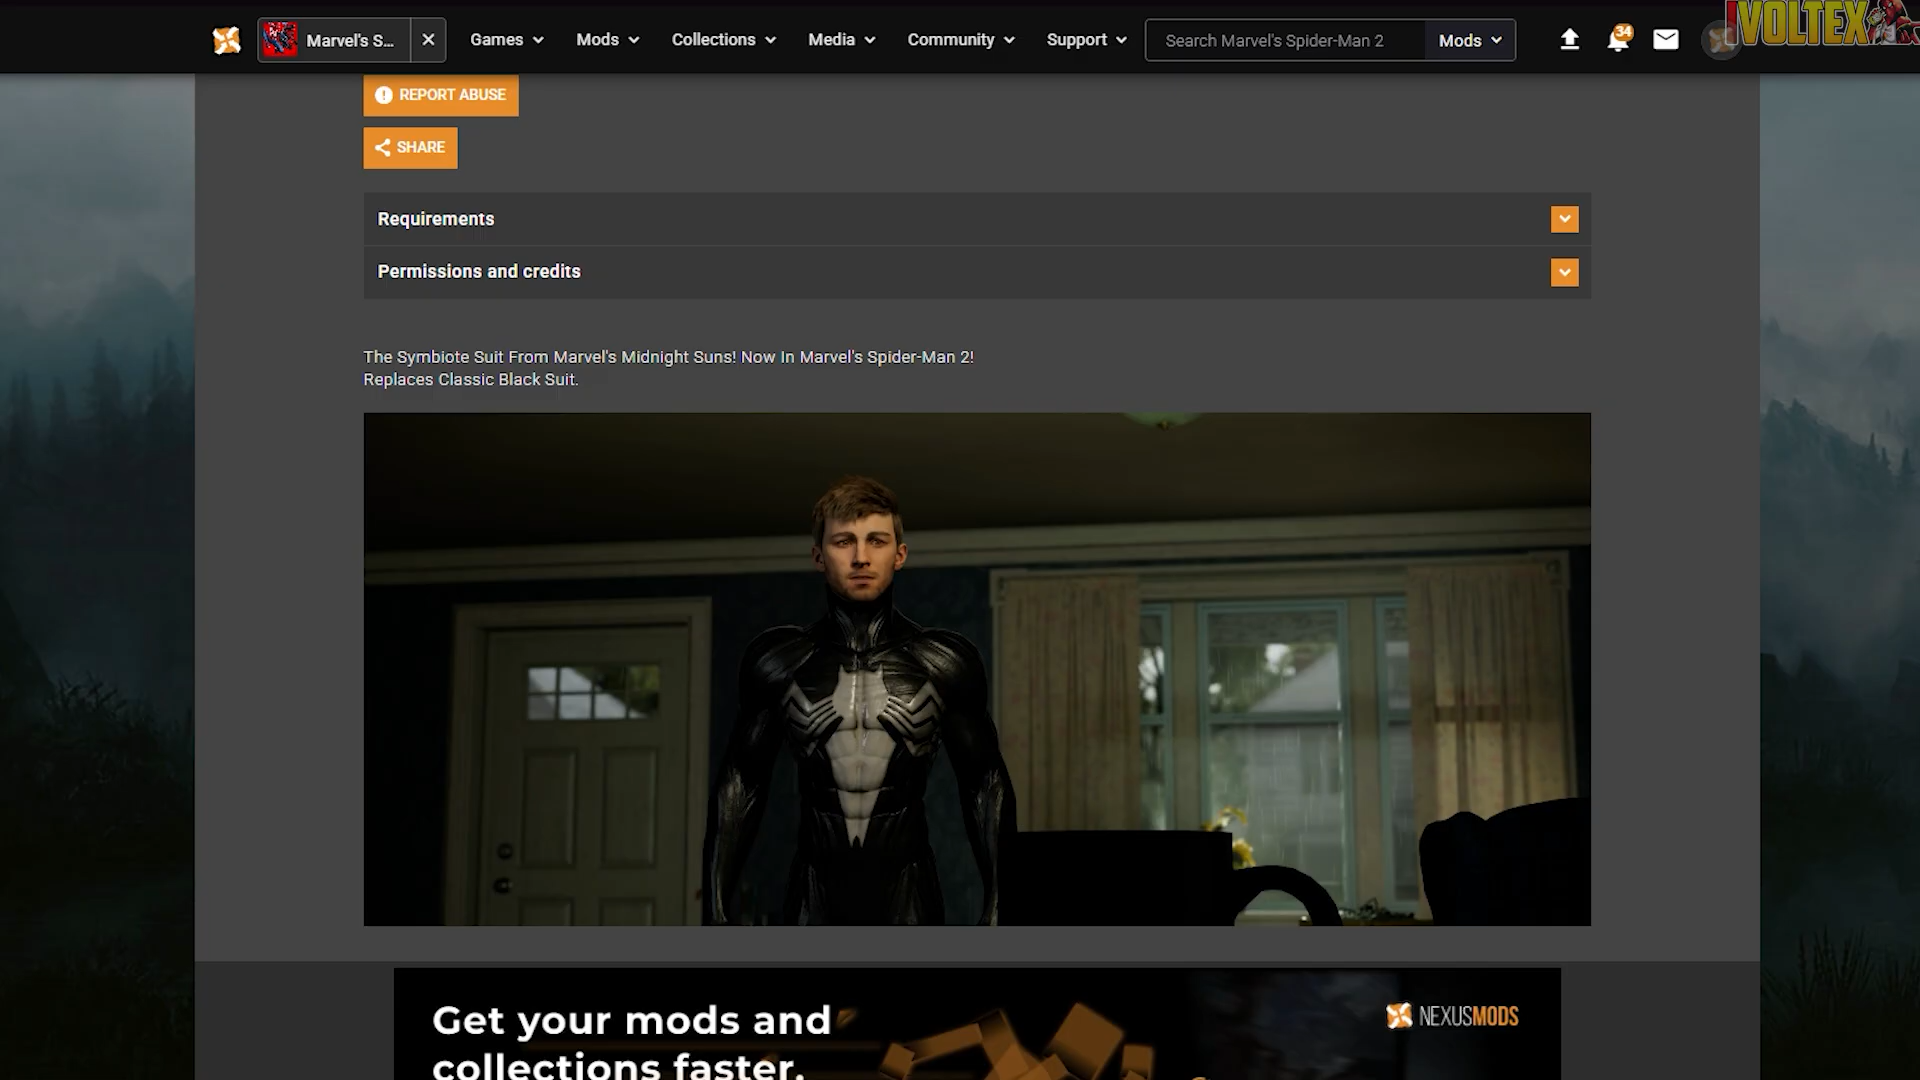 Marvel's S...
Games
Mods
Collections
Media
Community
Support
Search Marvel's Spider-Man 2
Mods
34
VOLTEX
REPORT ABUSE
SHARE
Requirements
Permissions and credits
The Symbiote Suit From Marvel's Midnight Suns! Now In Marvel's Spider-Man 2!
Replaces Classic Black Suit.
Get your mods and
collections faster.
NEXUSMODS